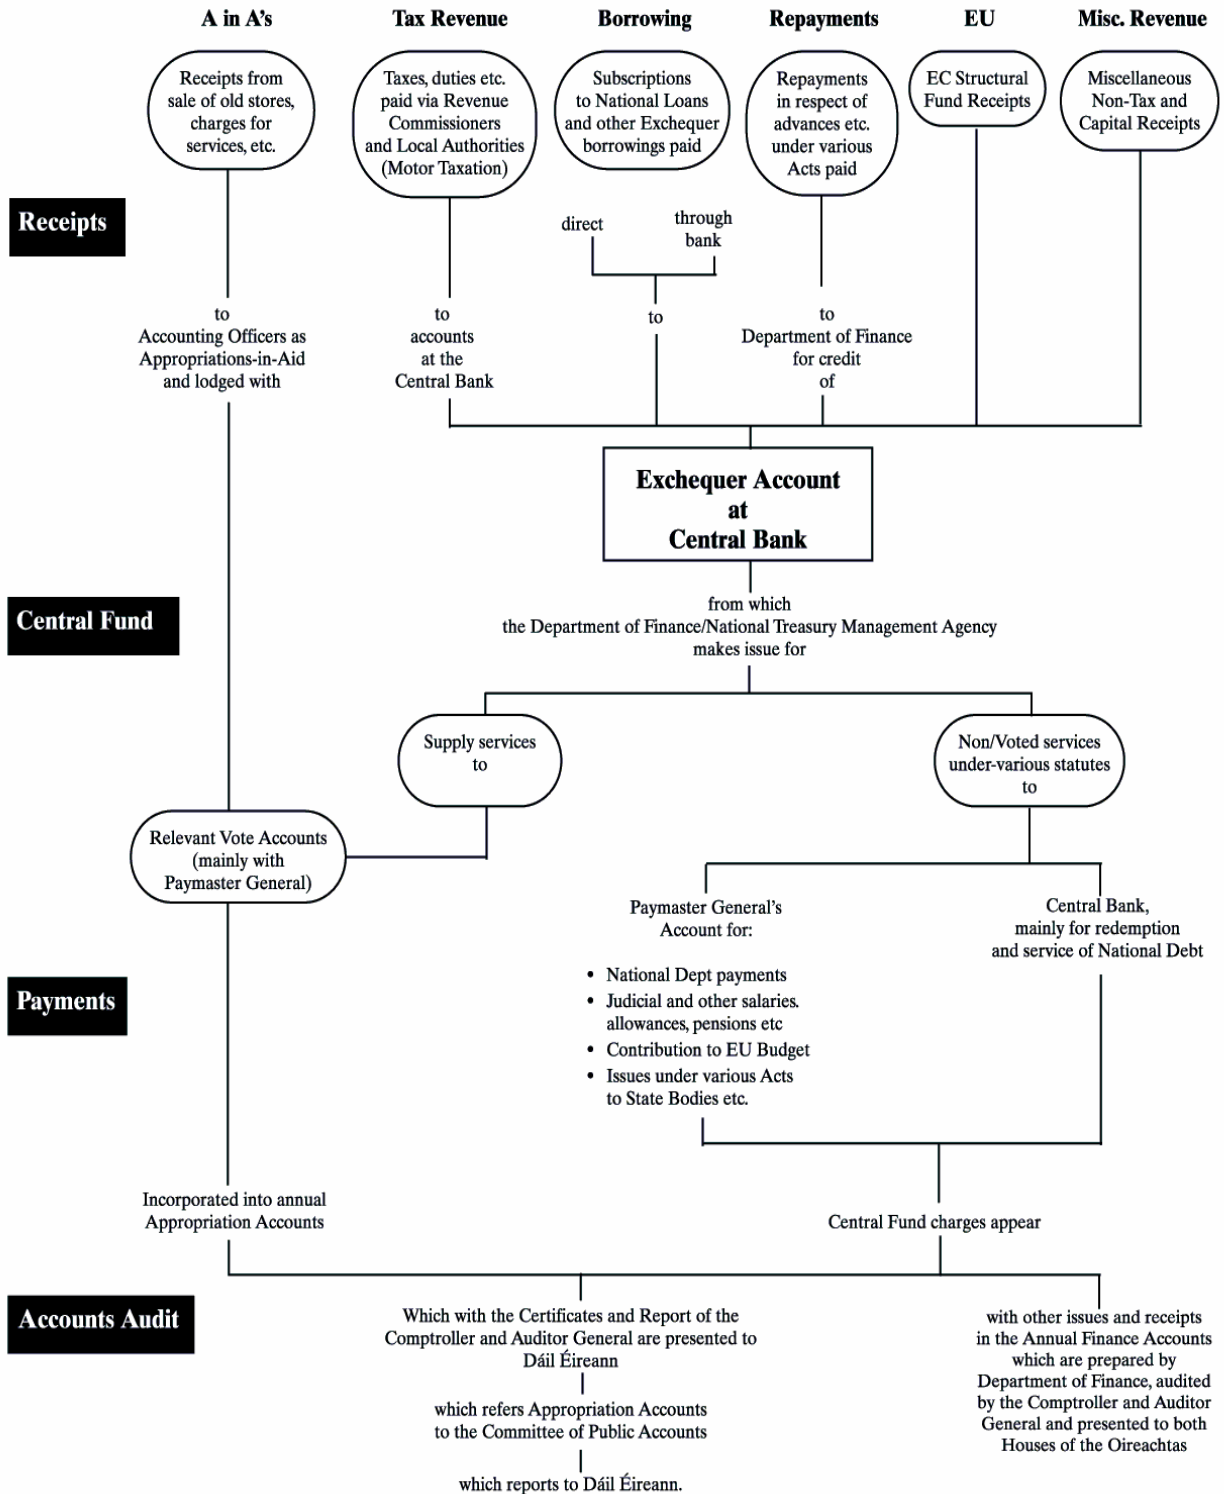 A in A's
Tax Revenue
Borrowing
Repayments
EU
Misc. Revenue
Receipts from
sale of old stores,
charges for
services, etc.
Taxes, duties etc.
paid via Revenue
Commissioners
and Local Authorities
(Motor Taxation)
Subscriptions
to National Loans
and other Exchequer
borrowings paid
Repayments
in respect of
advances etc.
under various
Acts paid
EC Structural
Fund Receipts
Miscellaneous
Non-Tax and
Capital Receipts
Receipts
direct
through
bank
to
Accounting Officers as
Appropriations-in-Aid
and lodged with
to
accounts
at the
Central Bank
to
to
Department of Finance
for credit
of
Exchequer Account
at
Central Bank
Central Fund
from which
the Department of Finance/National Treasury Management Agency
makes issue for
Supply services
to
Non/Voted services
under-various statutes
to
Relevant Vote Accounts
(mainly with
Paymaster General)
Paymaster General's
Account for:
• National Dept payments
• Judicial and other salaries.
allowances, pensions etc
• Contribution to EU Budget
• Issues under various Acts
to State Bodies etc.
Central Bank,
mainly for redemption
and service of National Debt
Payments
Incorporated into annual
Appropriation Accounts
Central Fund charges appear
Accounts Audit
Which with the Certificates and Report of the
Comptroller and Auditor General are presented to
Dáil Éireann
which refers Appropriation Accounts
to the Committee of Public Accounts
which reports to Dáil Éireann.
with other issues and receipts
in the Annual Finance Accounts
which are prepared by
Department of Finance, audited
by the Comptroller and Auditor
General and presented to both
Houses of the Oireachtas